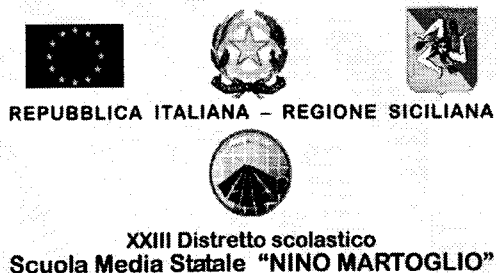 REPUBBLICA ITALIANA – REGIONE SICILIANA
XXIII Distretto scolastico
Scuola Media Statale "NINO MARTOGLIO"